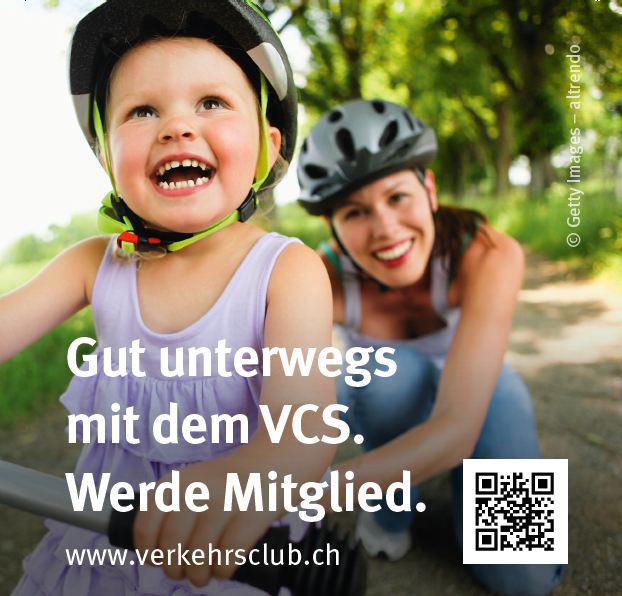 © Getty Images – altrendo
Gut unterwegs
mit dem VCS.
Werde Mitglied.
www.verkehrsclub.ch